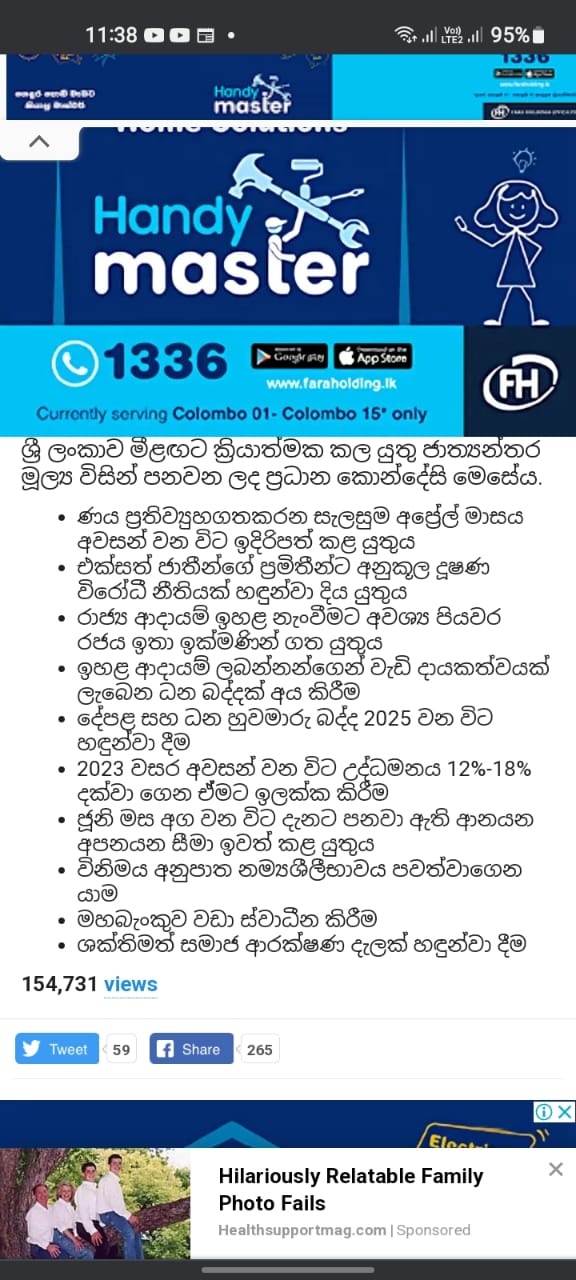 11:38
Vo))
LTE2
95%
Handy
master
1336
Handy
master
1336
Google play
App Store
www.faraholding.lk
FH
Currently serving Colombo 01- Colombo 15* only
ශ්‍රී ලංකාව මීළඟට ක්‍රියාත්මක කල යුතු ජාත්‍යන්තර
මූල්‍ය විසින් පනවන ලද ප්‍රධාන කොන්දේසි මෙසේය.
• ණය ප්‍රතිව්‍යුහගතකරන සැලසුම අප්‍රේල් මාසය
අවසන් වන විට ඉදිරිපත් කළ යුතුය
• එක්සත් ජාතීන්ගේ ප්‍රමිතීන්ට අනුකූල දූෂණ
විරෝධී නීතියක් හඳුන්වා දිය යුතුය
• රාජ්‍ය ආදායම් ඉහළ නැංවීමට අවශ්‍ය පියවර
රජය ඉතා ඉක්මණින් ගත යුතුය
• ඉහළ ආදායම් ලබන්නන්ගෙන් වැඩි දායකත්වයක්
ලැබෙන ධන බද්දක් අය කිරීම
• දේපළ සහ ධන හුවමාරු බද්ද 2025 වන විට
හඳුන්වා දීම
• 2023 වසර අවසන් වන විට උද්ධමනය 12%-18%
දක්වා ගෙන ඒමට ඉලක්ක කිරීම
• ජූනි මස අග වන විට දැනට පනවා ඇති ආනයන
අපනයන සීමා ඉවත් කළ යුතුය
• විනිමය අනුපාත නම්‍යශීලීභාවය පවත්වාගෙන
යාම
• මහබැංකුව වඩා ස්වාධීන කිරීම
• ශක්තිමත් සමාජ ආරක්ෂණ දැලක් හඳුන්වා දීම
154,731 views
Tweet 59 Share 265
Hilariously Relatable Family
Photo Fails
Healthsupportmag.com | Sponsored